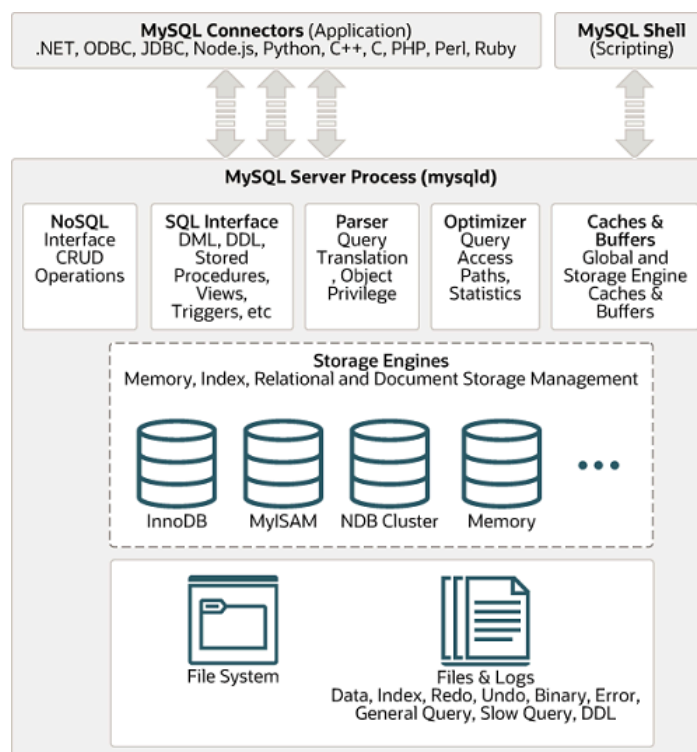 MySQL Connectors (Application)
.NET, ODBC, JDBC, Node.js, Python, C++, C, PHP, Perl, Ruby
MySQL Shell
(Scripting)
MySQL Server Process (mysqld)
NoSQL
Interface
CRUD
Operations
SQL Interface
DML, DDL,
Stored
Procedures,
Views,
Triggers, etc
Parser
Query
Translation
, Object
Privilege
Optimizer
Query
Access
Paths,
Statistics
Caches &
Buffers
Global and
Storage Engine
Caches &
Buffers
Storage Engines
Memory, Index, Relational and Document Storage Management
InnoDB
MyISAM
NDB Cluster
Memory
File System
Files & Logs
Data, Index, Redo, Undo, Binary, Error,
General Query, Slow Query, DDL